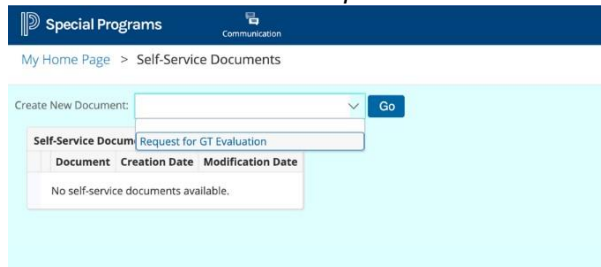 Special Programs
Communication
My Home Page > Self-Service Documents
Create New Document:
Go
Request for GT Evaluation
Self-Service Docum
Document Creation Date Modification Date
No self-service documents available.